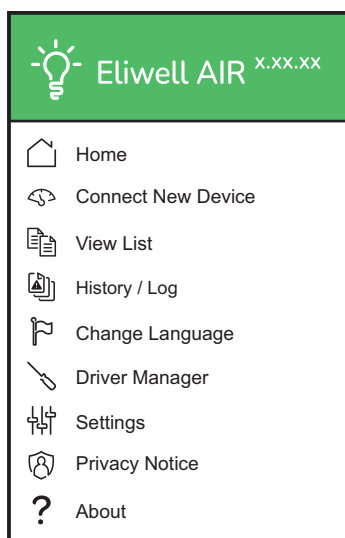 Eliwell AIR x.xx.xx
Home
Connect New Device
View List
History / Log
Change Language
Driver Manager
Settings
Privacy Notice
About